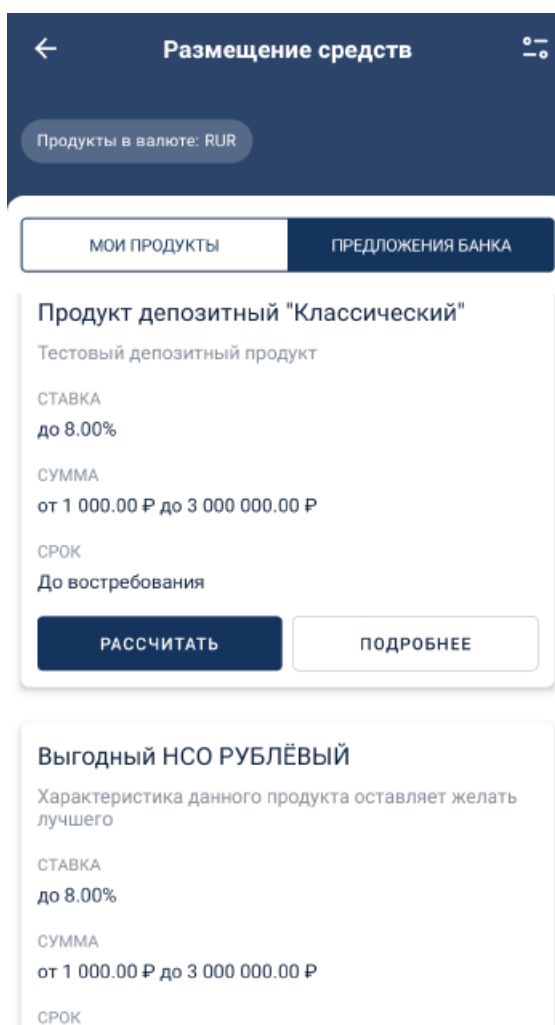 Размещение средств
Продукты в валюте: RUR
МОИ ПРОДУКТЫ
ПРЕДЛОЖЕНИЯ БАНКА
Продукт депозитный "Классический"
Тестовый депозитный продукт
СТАВКА
до 8.00%
СУММА
от 1 000.00 ₽ до 3 000 000.00 ₽
СРОК
До востребования
РАССЧИТАТЬ
ПОДРОБНЕЕ
Выгодный НСО РУБЛЁВЫЙ
Характеристика данного продукта оставляет желать
лучшего
СТАВКА
до 8.00%
СУММА
от 1 000.00 ₽ до 3 000 000.00 ₽
СРОК